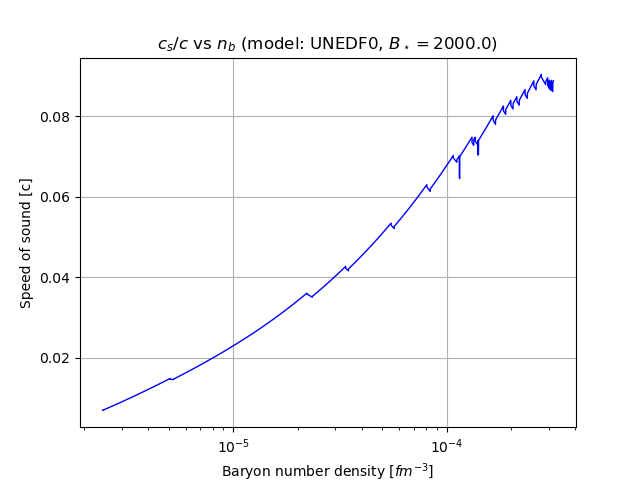 c_s/c vs n_b (model: UNEDF0, B_⋆ = 2000.0)
0.08
0.06
0.04
0.02
Speed of sound [c]
10^−5
10^−4
Baryon number density [fm^−3]